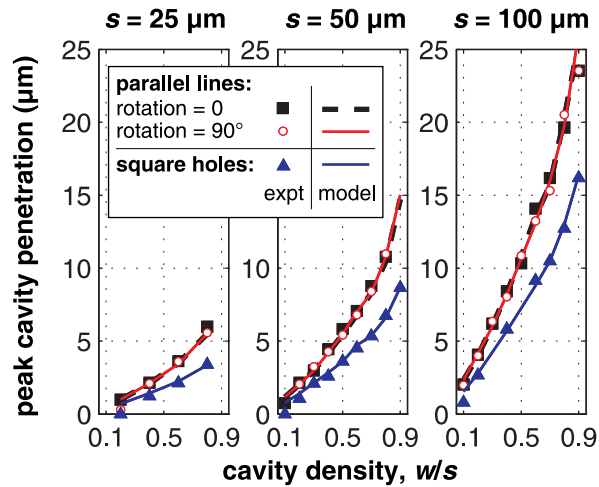 s = 25 µm s = 50 µm s = 100 µm
peak cavity penetration (µm)
25 25 25
20 20 20
15 15 15
10 10 10
5 5 5
0 0 0
parallel lines:
rotation = 0
rotation = 90°
square holes:
expt model
0.1 0.5 0.9 0.1 0.5 0.9 0.1 0.5 0.9
cavity density, w/s